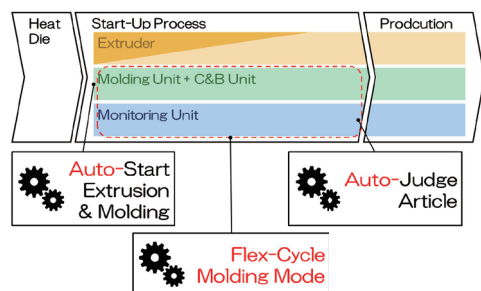 Heat
Die
Start-Up Process
Prodcution
Extruder
Molding Unit + C&B Unit
Monitoring Unit
Auto-Start
Extrusion
& Molding
Auto-Judge
Article
Flex-Cycle
Molding Mode